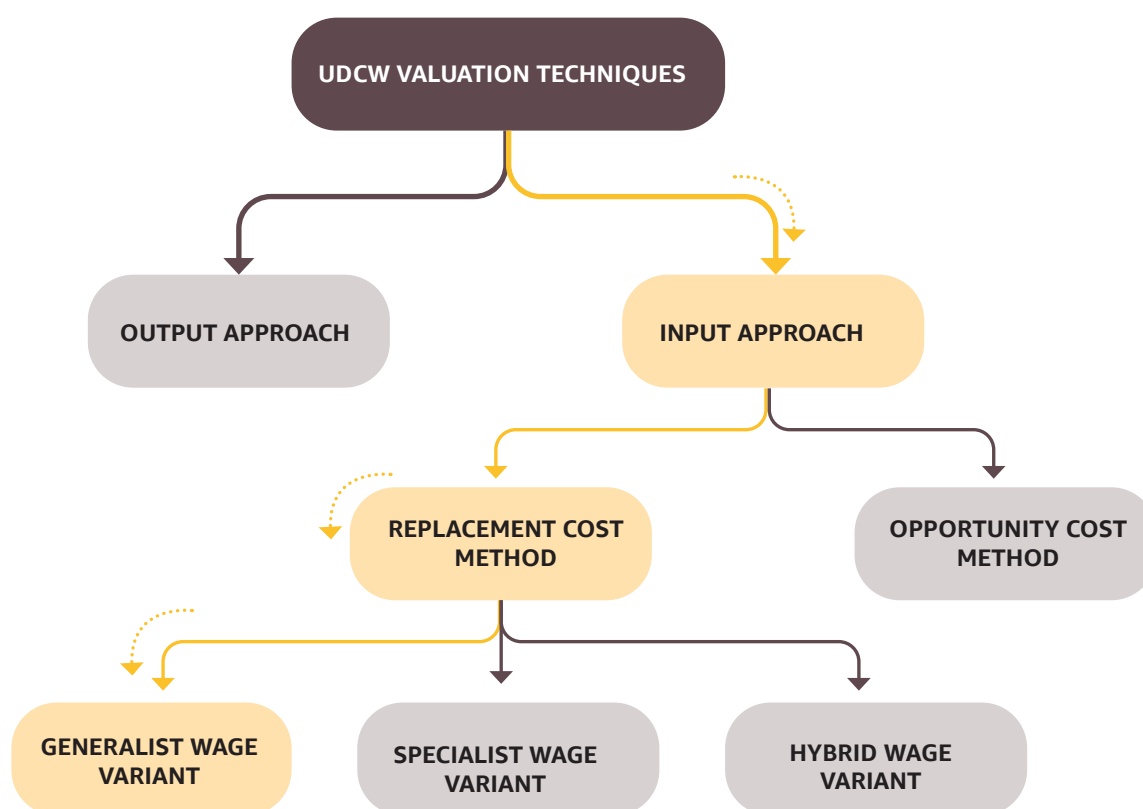 UDCW VALUATION TECHNIQUES
OUTPUT APPROACH
INPUT APPROACH
REPLACEMENT COST
METHOD
OPPORTUNITY COST
METHOD
GENERALIST WAGE
VARIANT
SPECIALIST WAGE
VARIANT
HYBRID WAGE
VARIANT